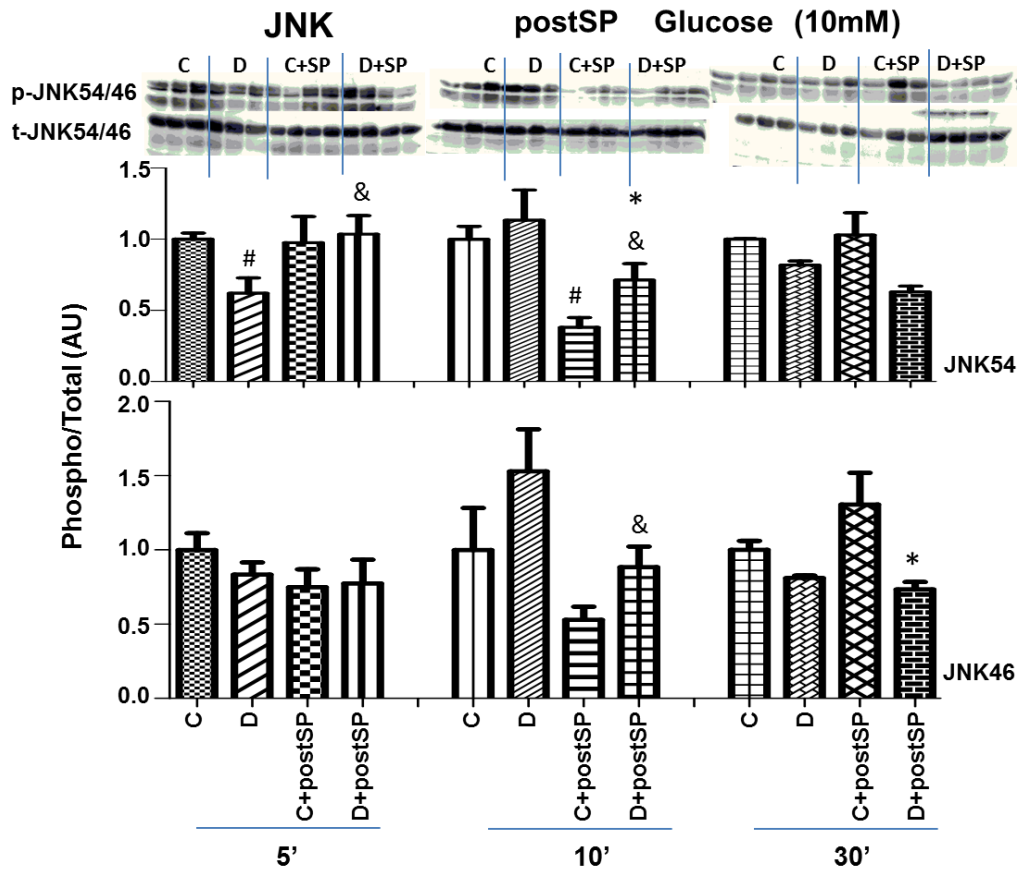 JNK postSP Glucose (10mM)
C D C+SP D+SP C D C+SP D+SP C D C+SP D+SP
p-JNK54/46
t-JNK54/46
1.5
&
*
1.0
#
&
#
0.5
0.0
JNK54
Phospho/Total (AU)
2.0
1.5
&
1.0
*
0.5
JNK46
0.0
C D C+postSP D+postSP C D C+postSP D+postSP C D C+postSP D+postSP
5’ 10’ 30’